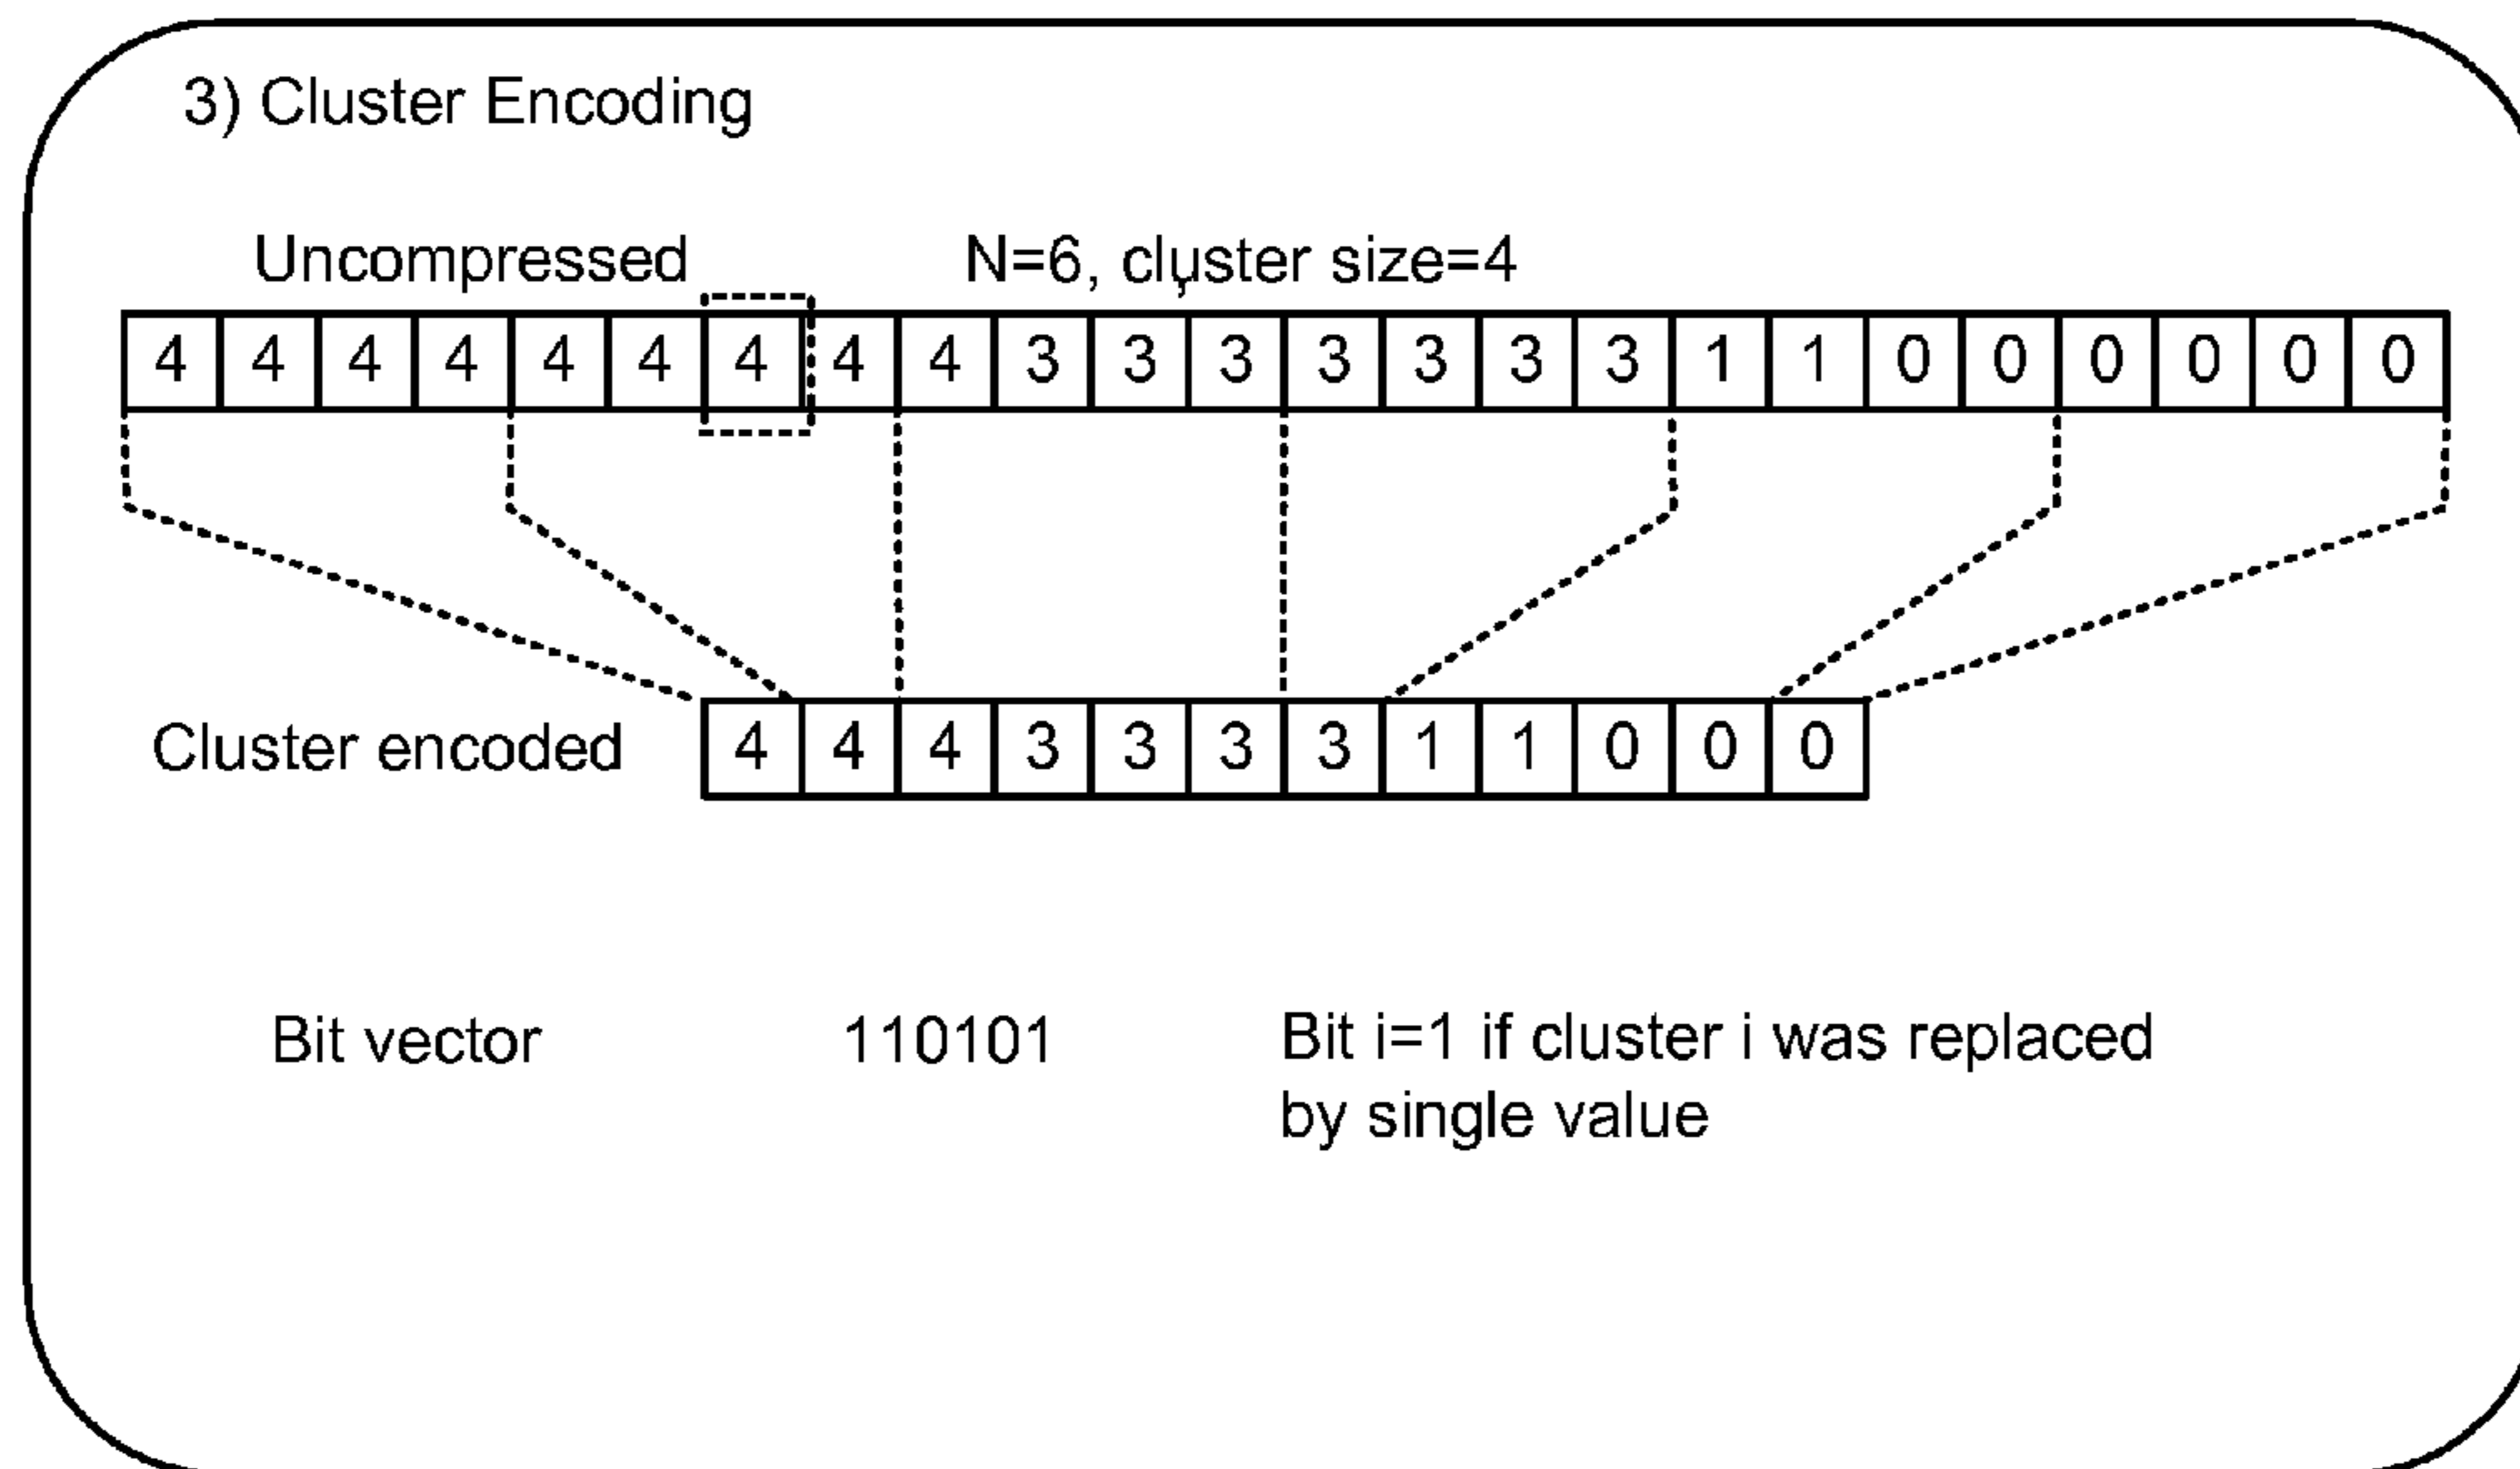 3) Cluster Encoding
Uncompressed N=6, cluster size=4
4 4 4 4 4 4 4 4 4 3 3 3 3 3 3 3 1 1 0 0 0 0 0 0
Cluster encoded 4 4 4 3 3 3 3 1 1 0 0 0
Bit vector 110101 Bit i=1 if cluster i was replaced
by single value